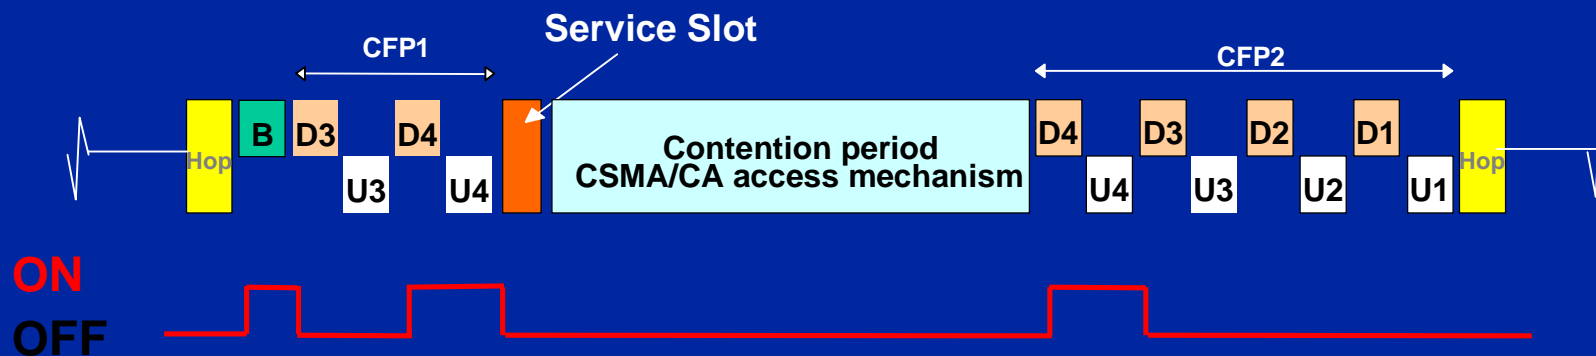 Service Slot
CFP1
CFP2
Hop
B
D3
U3
D4
U4
Contention period
CSMA/CA access mechanism
D4
U4
D3
U3
D2
U2
D1
U1
Hop
ON
OFF